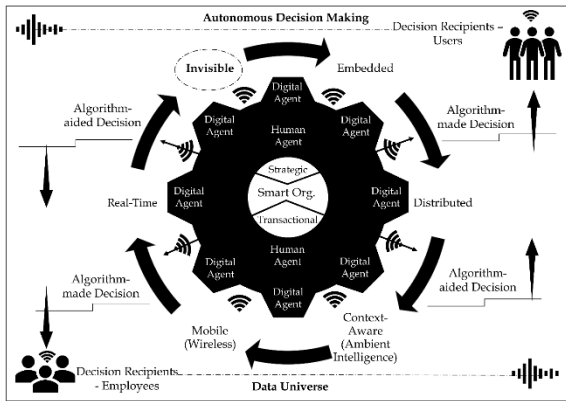 Autonomous Decision Making
Decision Recipients –
Users
Invisible
Embedded
Algorithm-
aided Decision
Algorithm-
made Decision
Digital
Agent
Digital
Agent
Digital
Agent
Human
Agent
Strategic
Real-Time
Digital
Agent
Smart Org.
Digital
Agent
Distributed
Transactional
Human
Agent
Digital
Agent
Digital
Agent
Digital
Agent
Algorithm-
made Decision
Algorithm-
aided Decision
Mobile
(Wireless)
Context-
Aware
(Ambient
Intelligence)
Decision Recipients
- Employees
Data Universe